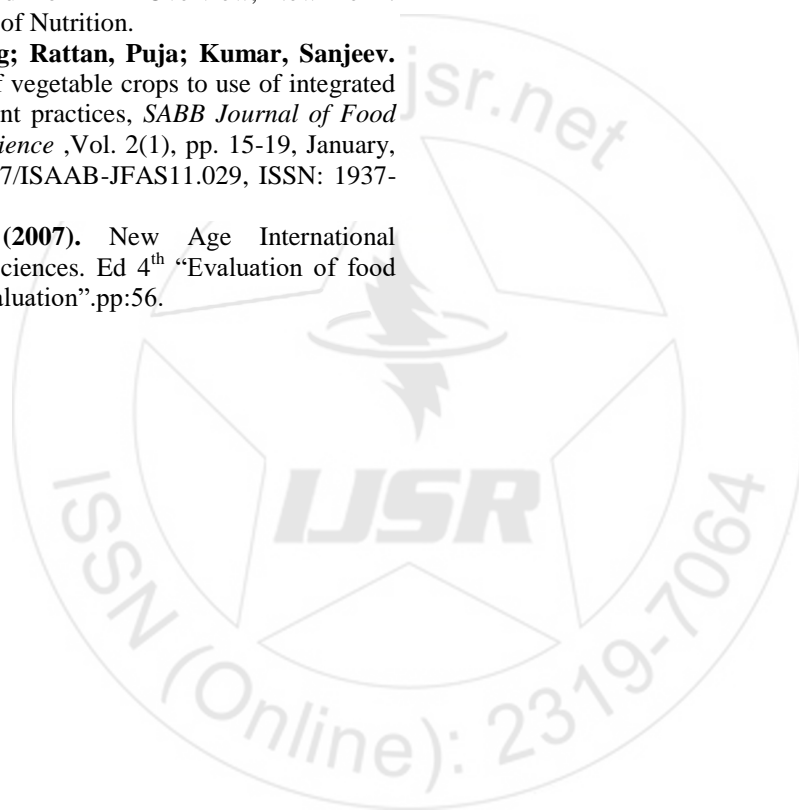 of Nutrition.
g; Rattan, Puja; Kumar, Sanjeev.
f vegetable crops to use of integrated
nt practices, SABB Journal of Food
ience ,Vol. 2(1), pp. 15-19, January,
7/ISAAB-JFAS11.029, ISSN: 1937-
(2007). New Age International
ciences. Ed 4th “Evaluation of food
aluation”.pp:56.
jsr.net
IJSR
ISSN (Online): 2319-7064